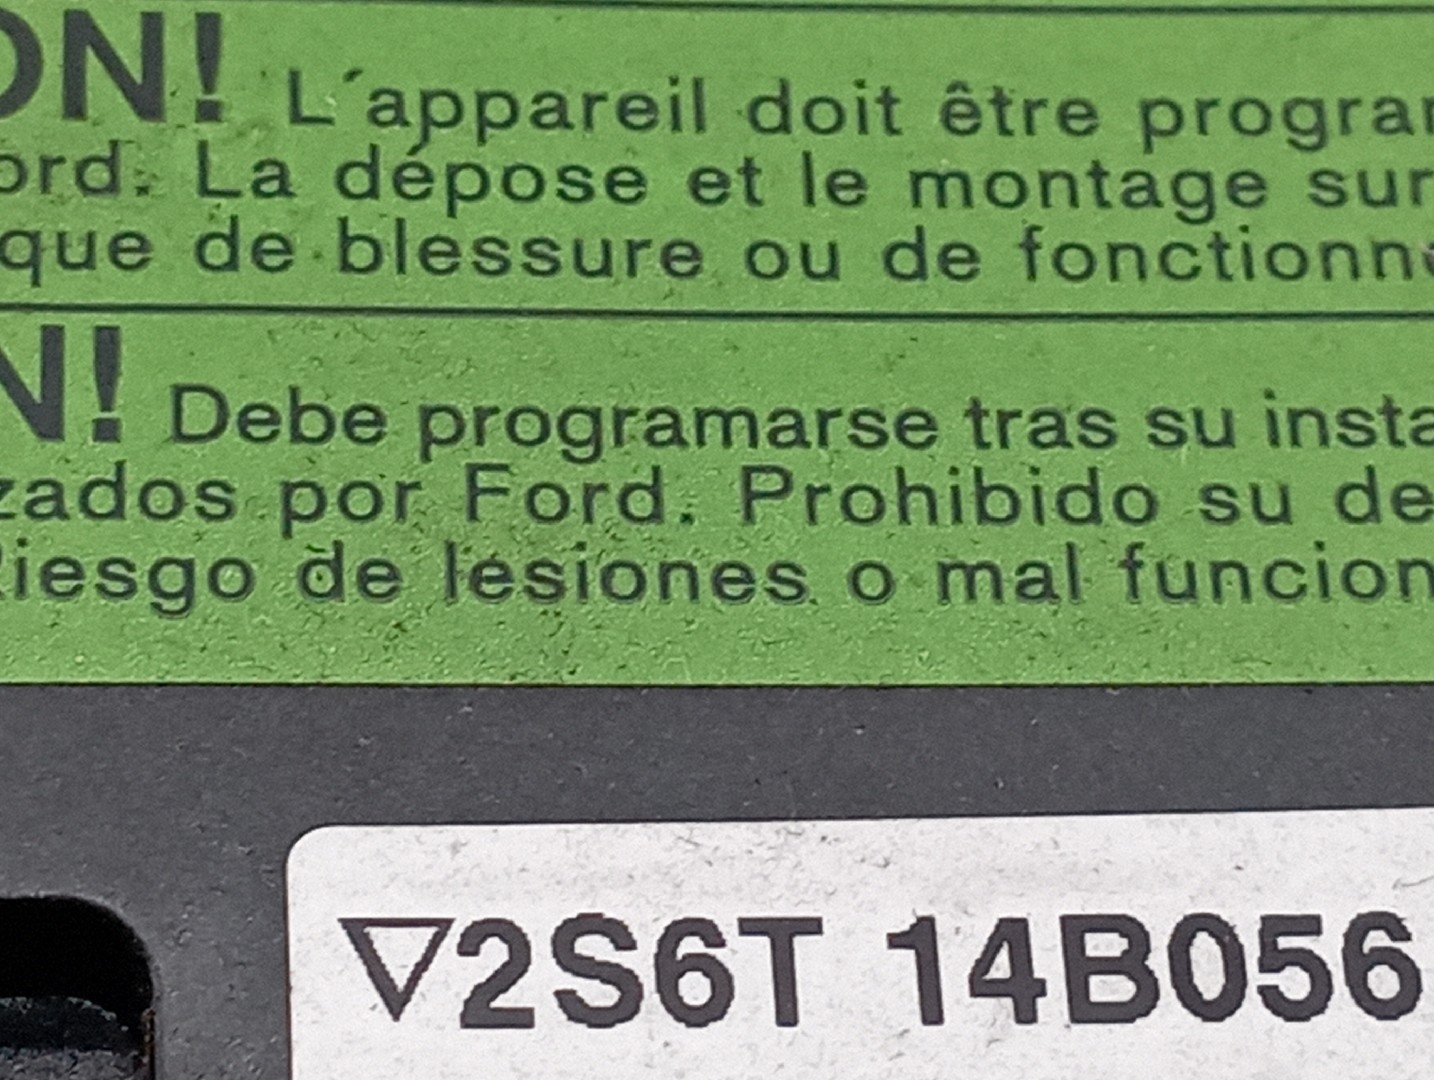 ON! L´appareil doit être progra
ord. La dépose et le montage sur
que de blessure ou de fonctionn
N! Debe programarse tras su insta
zados por Ford. Prohibido su de
Riesgo de lesiones o mal funcion
▽2S6T 14B056